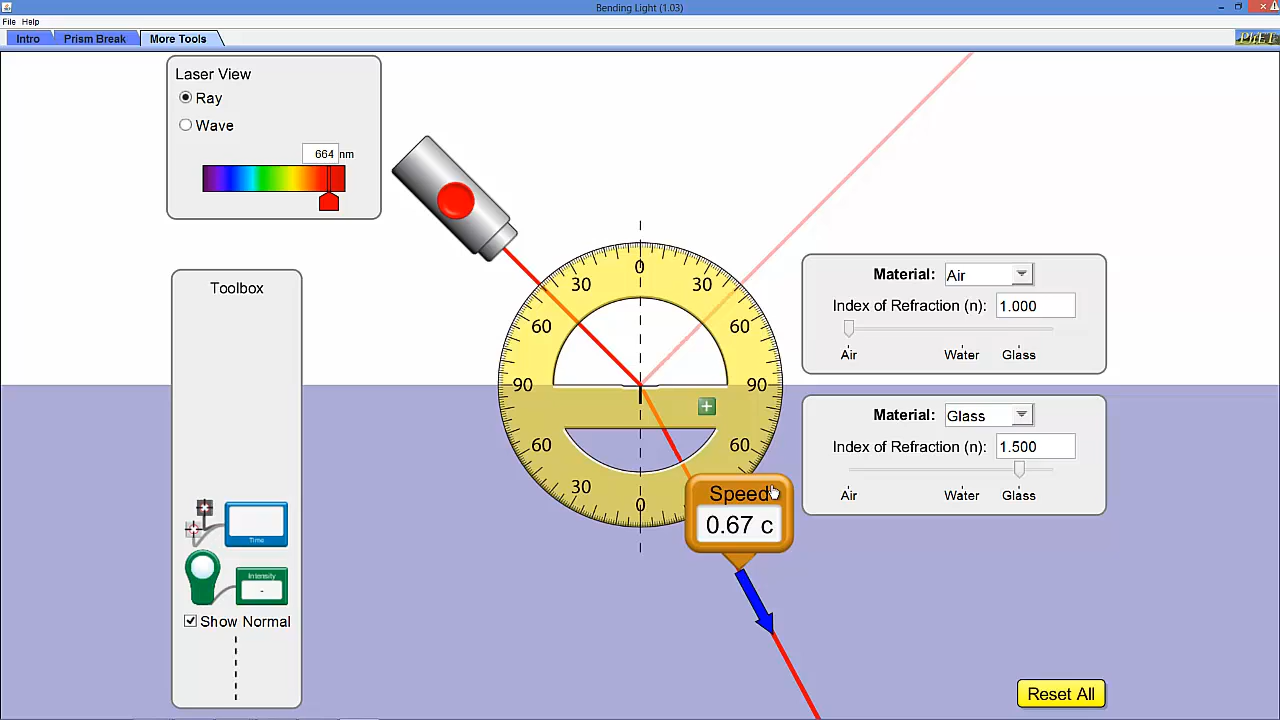 Bending Light (1.03)
File Help
Intro Prism Break More Tools
PhET
Laser View
Ray
Wave
664 nm
Toolbox
Time
Intensity
-
Show Normal
0
30 30
60 60
90 90
60 60
30
0
Speed
0.67 c
Material: Air
Index of Refraction (n): 1.000
Air Water Glass
Material: Glass
Index of Refraction (n): 1.500
Air Water Glass
Reset All